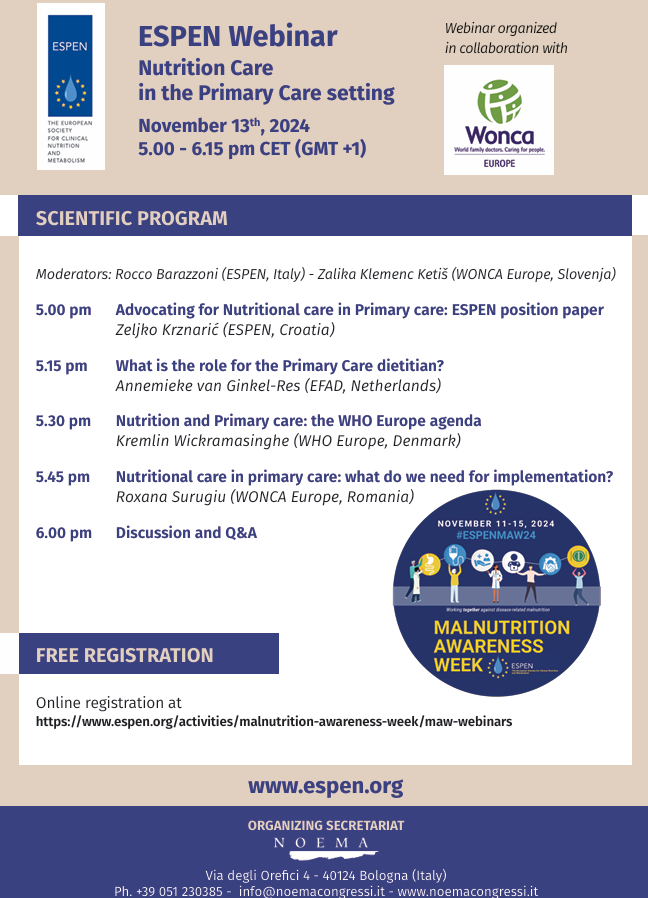 ESPEN
THE EUROPEAN
SOCIETY
FOR CLINICAL
NUTRITION
AND
METABOLISM
ESPEN Webinar
Nutrition Care
in the Primary Care setting
November 13th, 2024
5.00 - 6.15 pm CET (GMT +1)
Webinar organized
in collaboration with
Wonca
World family doctors. Caring for people.
EUROPE
SCIENTIFIC PROGRAM
Moderators: Rocco Barazzoni (ESPEN, Italy) - Zalika Klemenc Ketiš (WONCA Europe, Slovenia)
5.00 pm Advocating for Nutritional care in Primary care: ESPEN position paper
Zeljko Krznarić (ESPEN, Croatia)
5.15 pm What is the role for the Primary Care dietitian?
Annemieke van Ginkel-Res (EFAD, Netherlands)
5.30 pm Nutrition and Primary care: the WHO Europe agenda
Kremlin Wickramasinghe (WHO Europe, Denmark)
5.45 pm Nutritional care in primary care: what do we need for implementation?
Roxana Surugiu (WONCA Europe, Romania)
6.00 pm Discussion and Q&A
NOVEMBER 11-15, 2024
#ESPENMAW24
Working together against disease-related malnutrition
MALNUTRITION
AWARENESS
WEEK
ESPEN
FREE REGISTRATION
Online registration at
https://www.espen.org/activities/malnutrition-awareness-week/maw-webinars
www.espen.org
ORGANIZING SECRETARIAT
NOEMA
Via degli Orefici 4 - 40124 Bologna (Italy)
Ph. +39 051 230385 - info@noemacongressi.it - www.noemacongressi.it